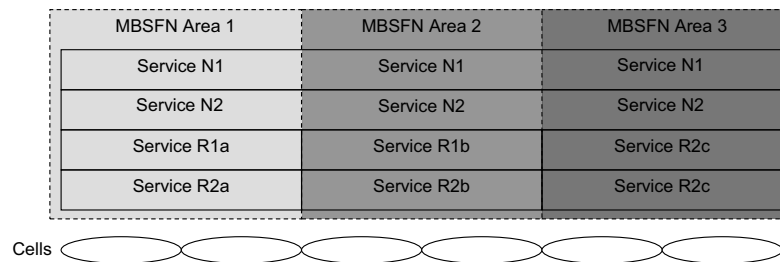 MBSFN Area 1 MBSFN Area 2 MBSFN Area 3
Service N1 Service N1 Service N1
Service N2 Service N2 Service N2
Service R1a Service R1b Service R2c
Service R2a Service R2b Service R2c
Cells